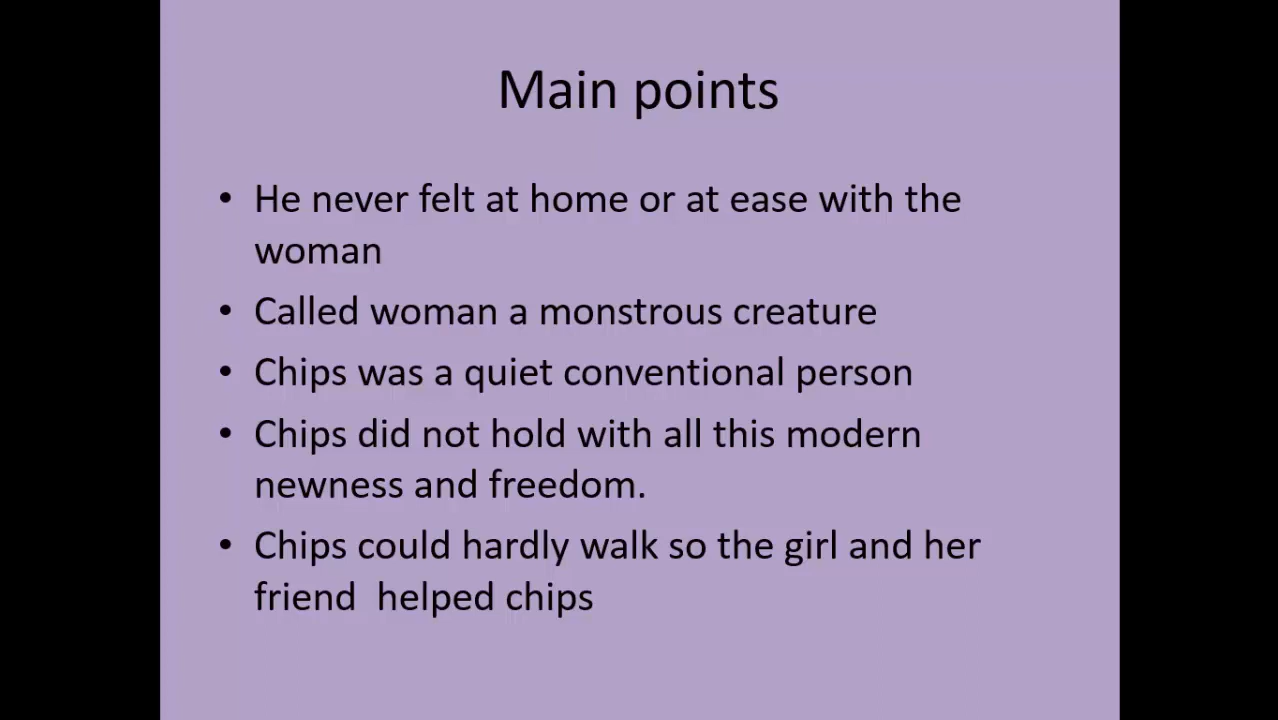 Main points
• He never felt at home or at ease with the
woman
• Called woman a monstrous creature
• Chips was a quiet conventional person
• Chips did not hold with all this modern
newness and freedom.
• Chips could hardly walk so the girl and her
friend  helped chips